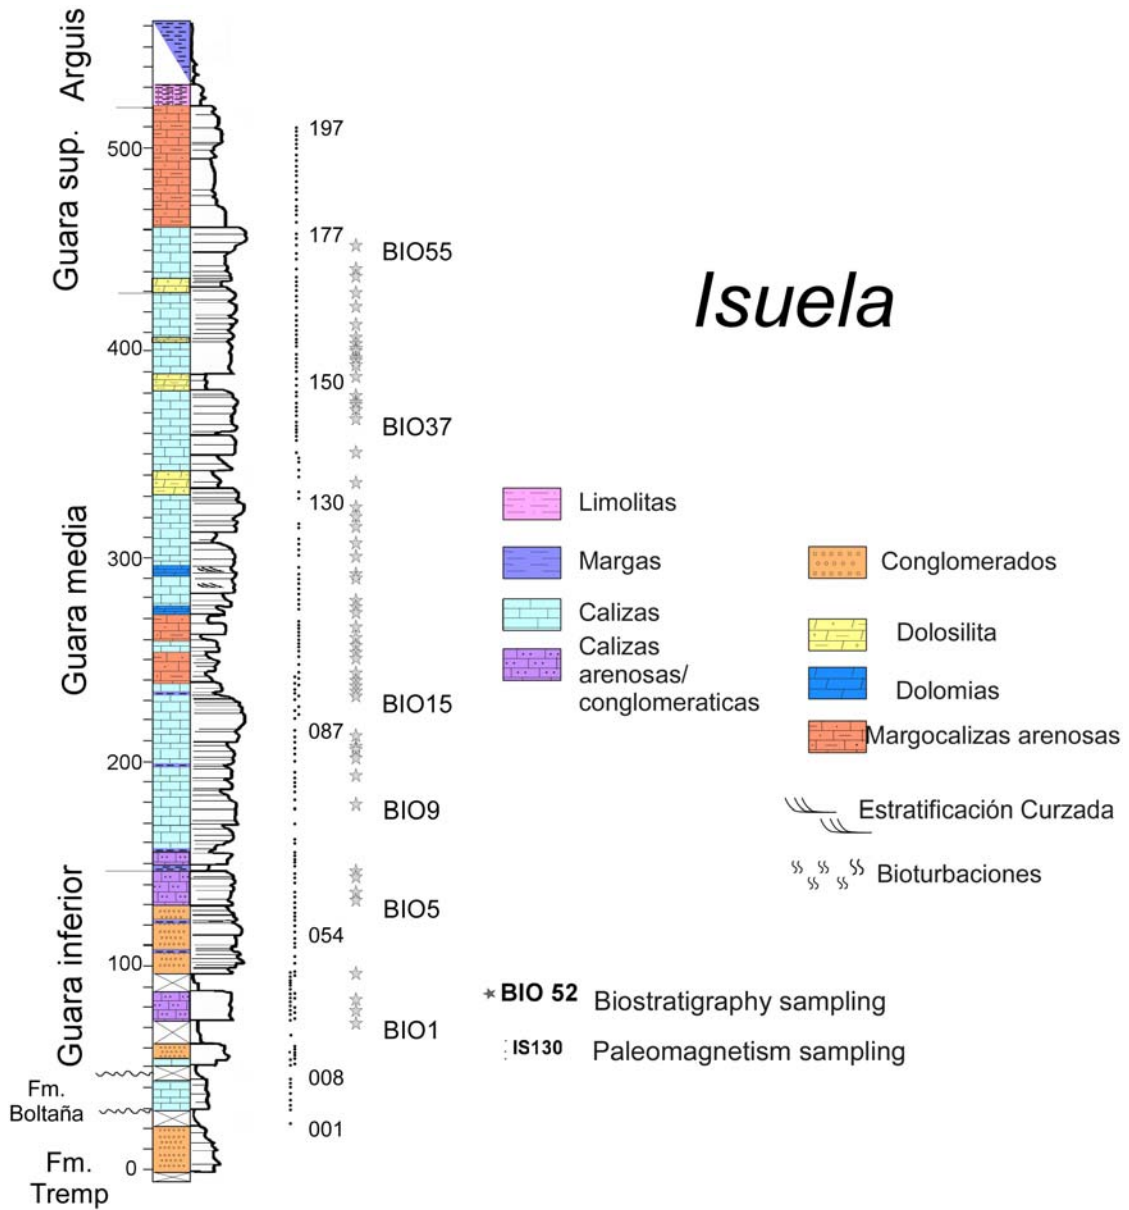 Arguis
Guara sup.
Guara media
Guara inferior
Fm.
Boltaña
Fm.
Tremp
500
400
300
200
100
0
197
177
150
130
087
054
008
001
BIO55
BIO37
BIO15
BIO9
BIO5
BIO1
Isuela
Limolitas
Margas
Calizas
Calizas
arenosas/
conglomeraticas
Conglomerados
Dolosilita
Dolomias
Margocalizas arenosas
Estratificación Curzada
Bioturbaciones
BIO 52 Biostratigraphy sampling
IS130 Paleomagnetism sampling